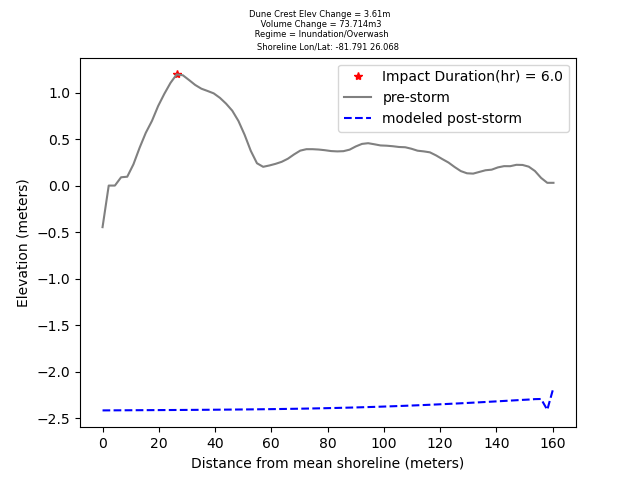 Dune Crest Elev Change = 3.61m
Volume Change = 73.714m3
Regime = Inundation/Overwash
Shoreline Lon/Lat: -81.791 26.068
Impact Duration(hr) = 6.0
pre-storm
modeled post-storm
Elevation (meters)
1.0
0.5
0.0
−0.5
−1.0
−1.5
−2.0
−2.5
0 20 40 60 80 100 120 140 160
Distance from mean shoreline (meters)